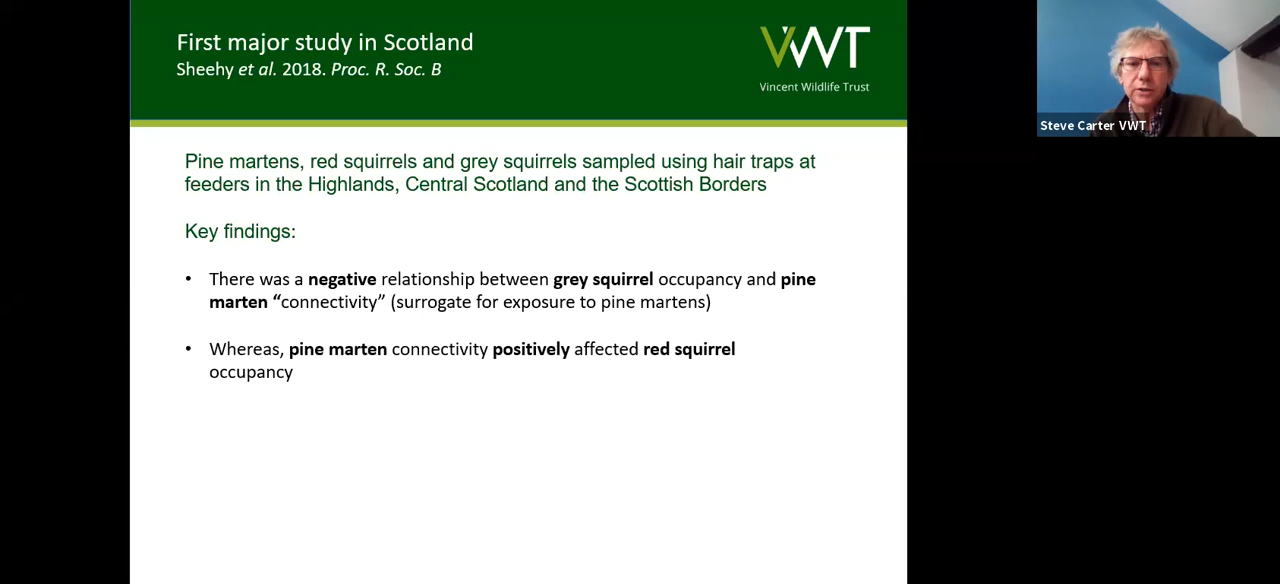 First major study in Scotland
Sheehy et al. 2018. Proc. R. Soc. B
VWT
Vincent Wildlife Trust
Steve Carter VWT
Pine martens, red squirrels and grey squirrels sampled using hair traps at
feeders in the Highlands, Central Scotland and the Scottish Borders
Key findings:
• There was a negative relationship between grey squirrel occupancy and pine
marten “connectivity” (surrogate for exposure to pine martens)
• Whereas, pine marten connectivity positively affected red squirrel
occupancy